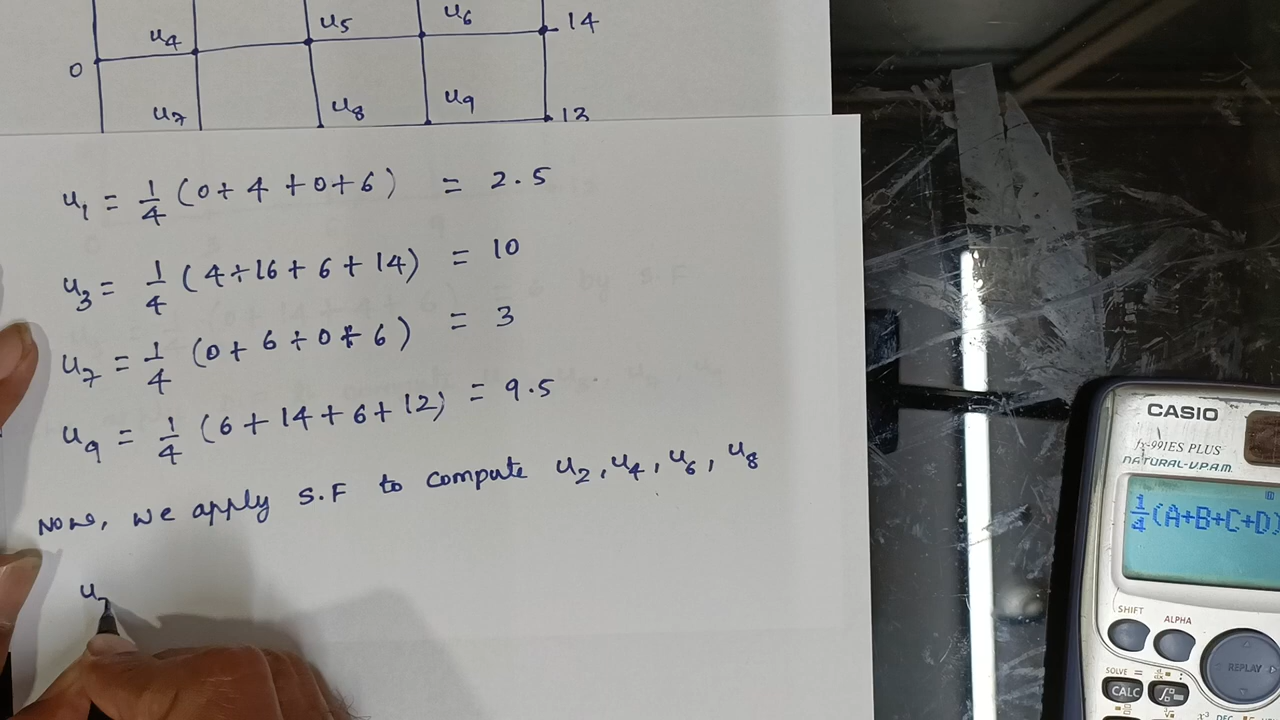 u6
u5
14
u4
0
u9
u8
u7
u1 = 1/4 (0+4+0+6) = 2.5
u3 = 1/4 (4+16+6+14) = 10
u7 = 1/4 (0+6+0+6) = 3
u9 = 1/4 (6+14+6+12) = 9.5
Now, we apply S.F to compute u2, u4, u6, u8
u
CASIO
fx-991ES PLUS
NATURAL-V.P.A.M.
1/4(A+B+C+D)
SHIFT
ALPHA
REPLAY
SOLVE =
CALC